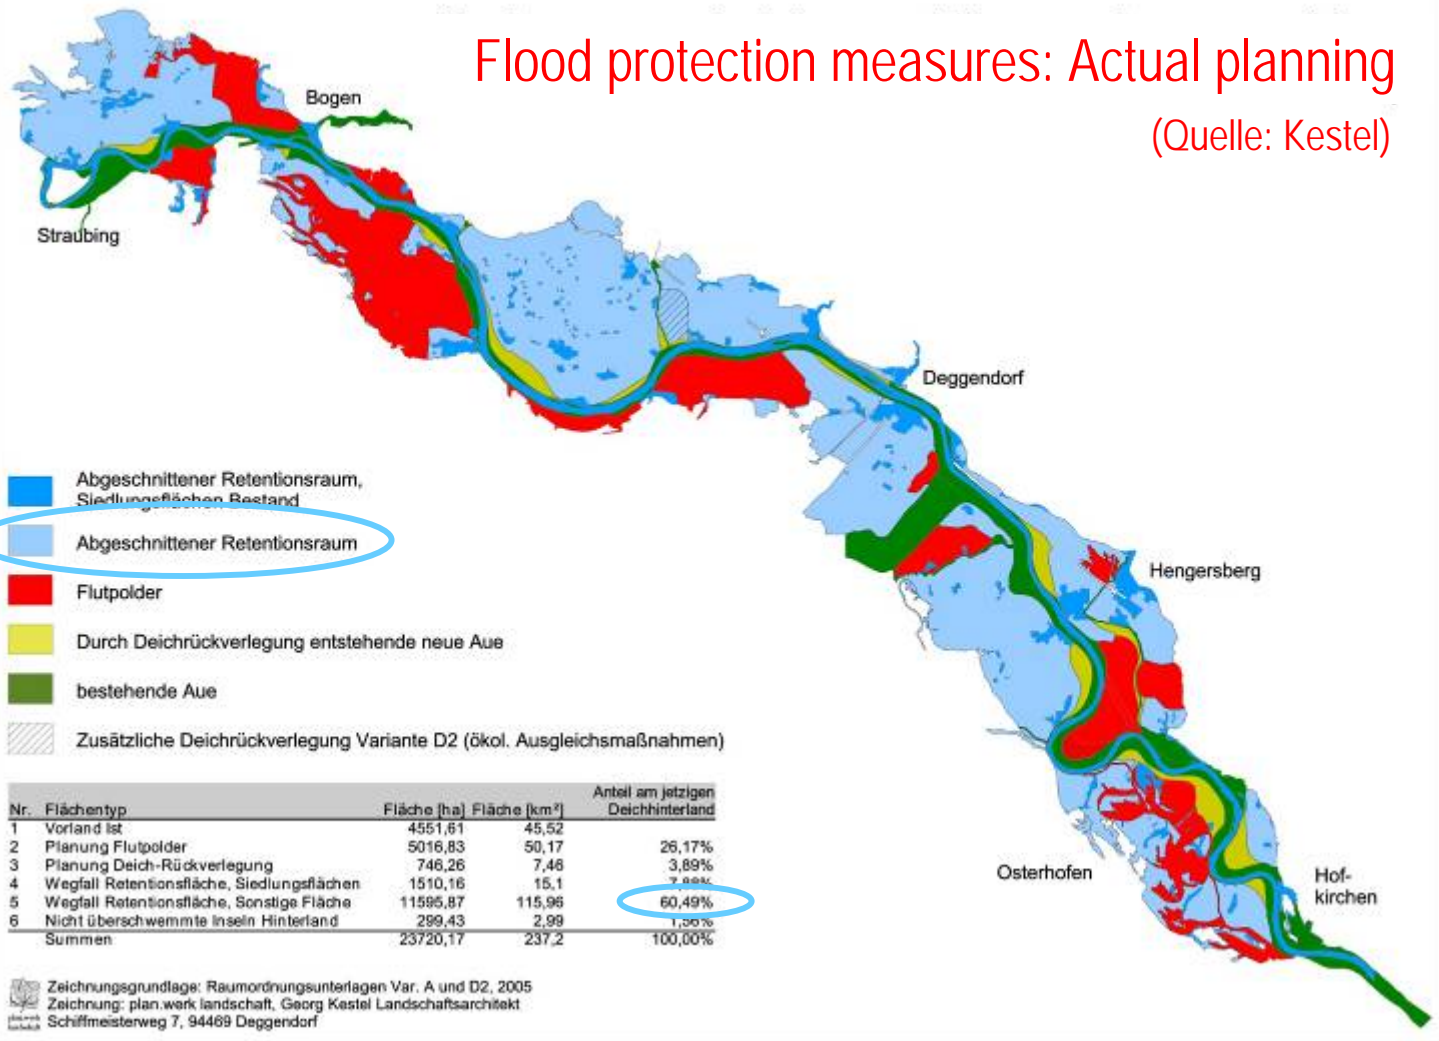 Flood protection measures: Actual planning
(Quelle: Kestel)
Bogen
Straubing
Deggendorf
Hengersberg
Osterhofen
Hof-
kirchen
Abgeschnittener Retentionsraum,
Siedlungsflächen Bestand
Abgeschnittener Retentionsraum
Flutpolder
Durch Deichrückverlegung entstehende neue Aue
bestehende Aue
Zusätzliche Deichrückverlegung Variante D2 (ökol. Ausgleichsmaßnahmen)
Nr. Flächentyp Fläche [ha] Fläche [km²] Anteil am jetzigen Deichhinterland
1 Vorland Ist 4551,61 45,52
2 Planung Flutpolder 5016,83 50,17 26,17%
3 Planung Deich-Rückverlegung 746,26 7,46 3,89%
4 Wegfall Retentionsfläche, Siedlungsflächen 1510,16 15,1 7,88%
5 Wegfall Retentionsfläche, Sonstige Fläche 11595,87 115,96 60,49%
6 Nicht überschwemmte Inseln Hinterland 299,43 2,99 1,56%
Summen 23720,17 237,2 100,00%
Zeichnungsgrundlage: Raumordnungsunterlagen Var. A und D2, 2005
Zeichnung: plan.werk landschaft, Georg Kestel Landschaftsarchitekt
Schiffmeisterweg 7, 94469 Deggendorf